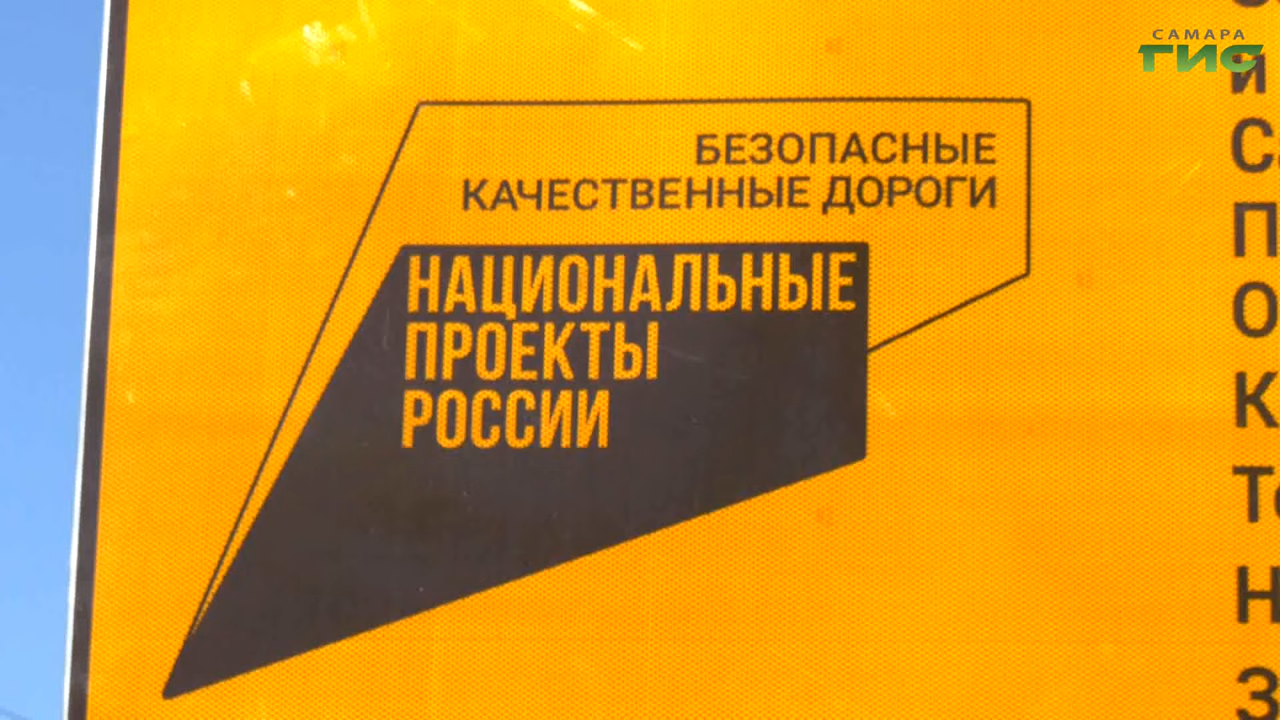 САМАРА
ГИС
БЕЗОПАСНЫЕ
КАЧЕСТВЕННЫЕ ДОРОГИ
НАЦИОНАЛЬНЫЕ
ПРОЕКТЫ
РОССИИ